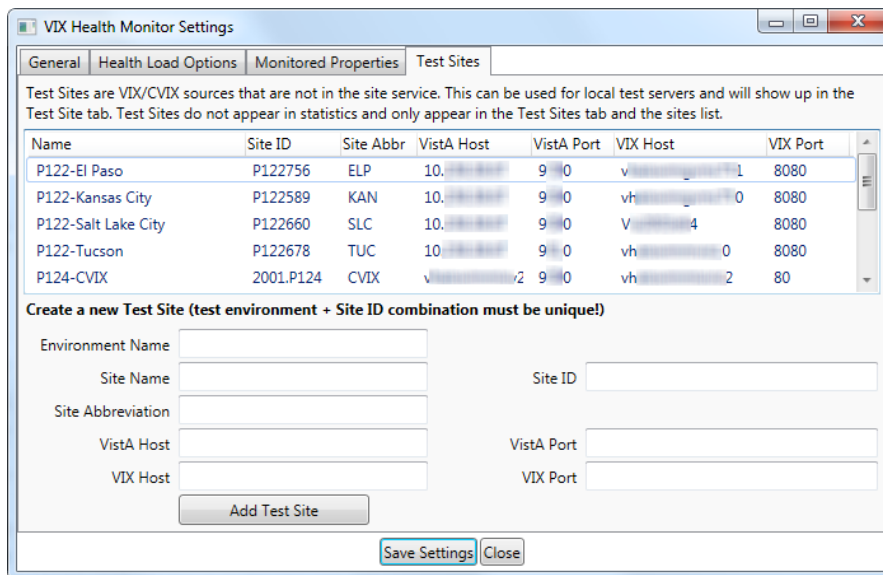 VIX Health Monitor Settings
General Health Load Options Monitored Properties Test Sites
Test Sites are VIX/CVIX sources that are not in the site service. This can be used for local test servers and will show up in the
Test Site tab. Test Sites do not appear in statistics and only appear in the Test Sites tab and the sites list.
Name Site ID Site Abbr VistA Host VistA Port VIX Host VIX Port
P122-El Paso P122756 ELP 8080
P122-Kansas City P122589 KAN 8080
P122-Salt Lake City P122660 SLC 8080
P122-Tucson P122678 TUC 8080
P124-CVIX 2001.P124 CVIX 80
Create a new Test Site (test environment + Site ID combination must be unique!)
Environment Name
Site Name Site ID
Site Abbreviation
VistA Host VistA Port
VIX Host VIX Port
Add Test Site
Save Settings Close